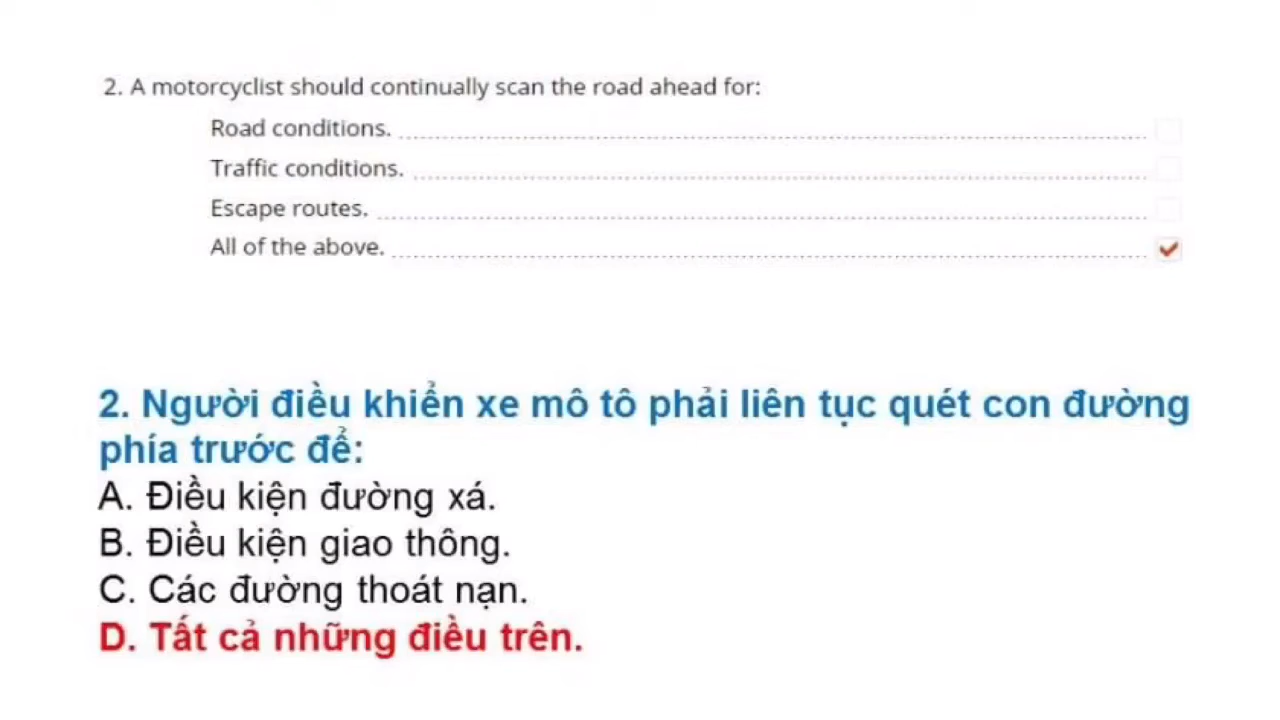 2. A motorcyclist should continually scan the road ahead for:
Road conditions.
Traffic conditions.
Escape routes.
All of the above.
2. Người điều khiển xe mô tô phải liên tục quét con đường
phía trước để:
A. Điều kiện đường xá.
B. Điều kiện giao thông.
C. Các đường thoát nạn.
D. Tất cả những điều trên.